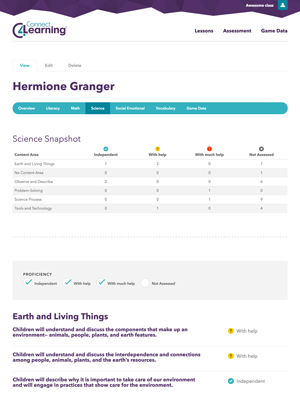 Awesome class
Connect
4Learning
Lessons Assessment Game Data
View Edit Delete
Hermione Granger
Overview Literacy Math Science Social Emotional Vocabulary Game Data
Science Snapshot
Content Area Independent With help With much help Not Assessed
Earth and Living Things 1 2 0 7
No Content Area 0 0 0 1
Observe and Describe 2 0 0 6
Problem-Solving 0 0 1 0
Science Process 0 0 1 9
Tools and Technology 0 1 0 4
PROFICIENCY
Independent With help With much help Not Assessed
Earth and Living Things
Children will understand and discuss the components that make up an
environment– animals, people, plants, and earth features.
With help
Children will understand and discuss the interdependence and connections
among people, animals, plants, and the earth's resources.
With help
Children will describe why it is important to take care of our environment
and will engage in practices that show care for the environment.
Independent